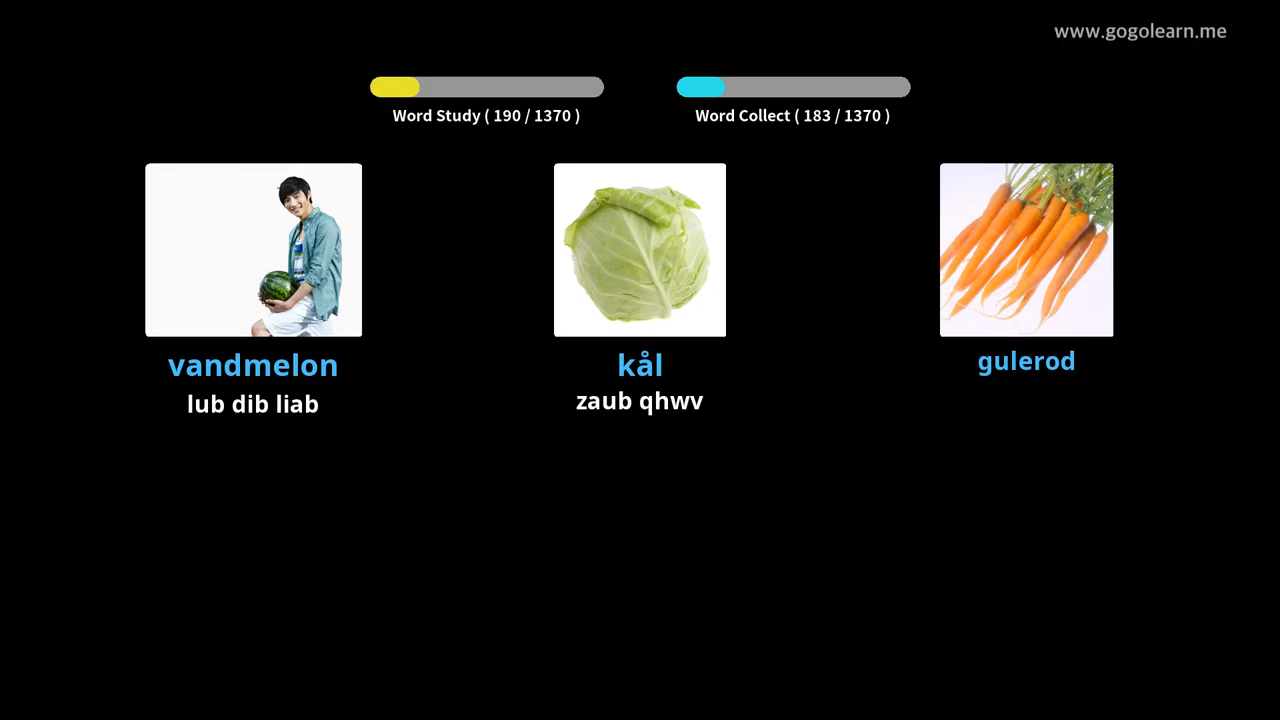 www.gogolearn.me
Word Study ( 190 / 1370 )
Word Collect ( 183 / 1370 )
vandmelon
lub dib liab
kål
zaub qhwv
gulerod